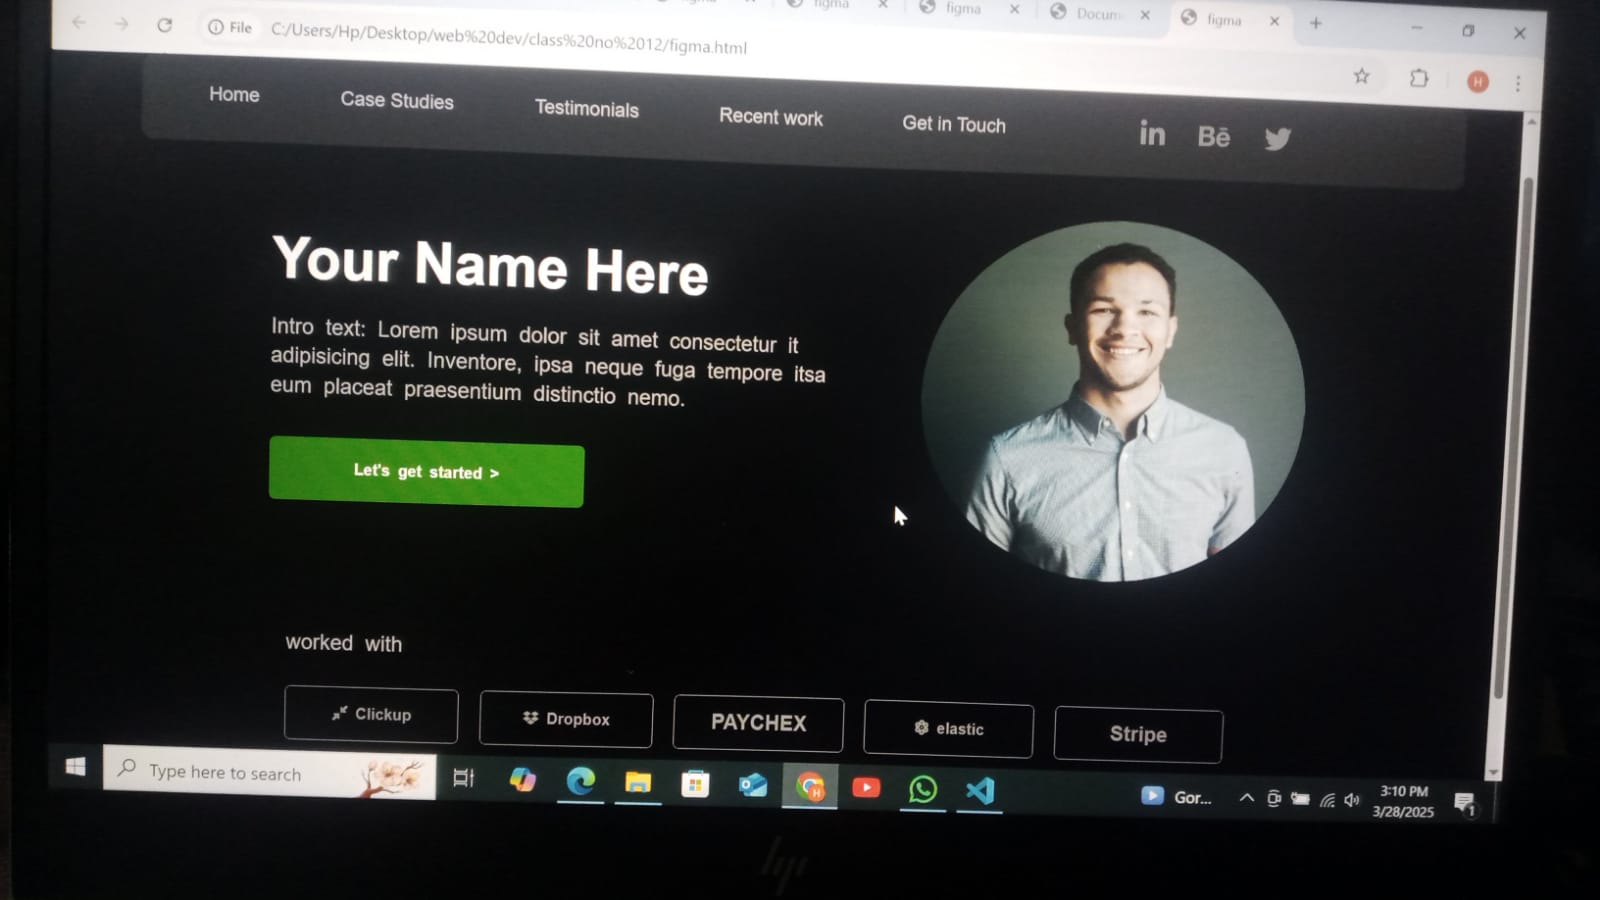 figma
figma
Docum
figma
File
C:/Users/Hp/Desktop/web%20dev/class%20no%2012/figma.html
H
Home
Case Studies
Testimonials
Recent work
Get in Touch
in
Bē
Your Name Here
Intro text: Lorem ipsum dolor sit amet consectetur it
adipisicing elit. Inventore, ipsa neque fuga tempore itsa
eum placeat praesentium distinctio nemo.
Let's get started >
worked with
Clickup
Dropbox
PAYCHEX
elastic
Stripe
Type here to search
H
Gor...
3:10 PM
3/28/2025
1
hp